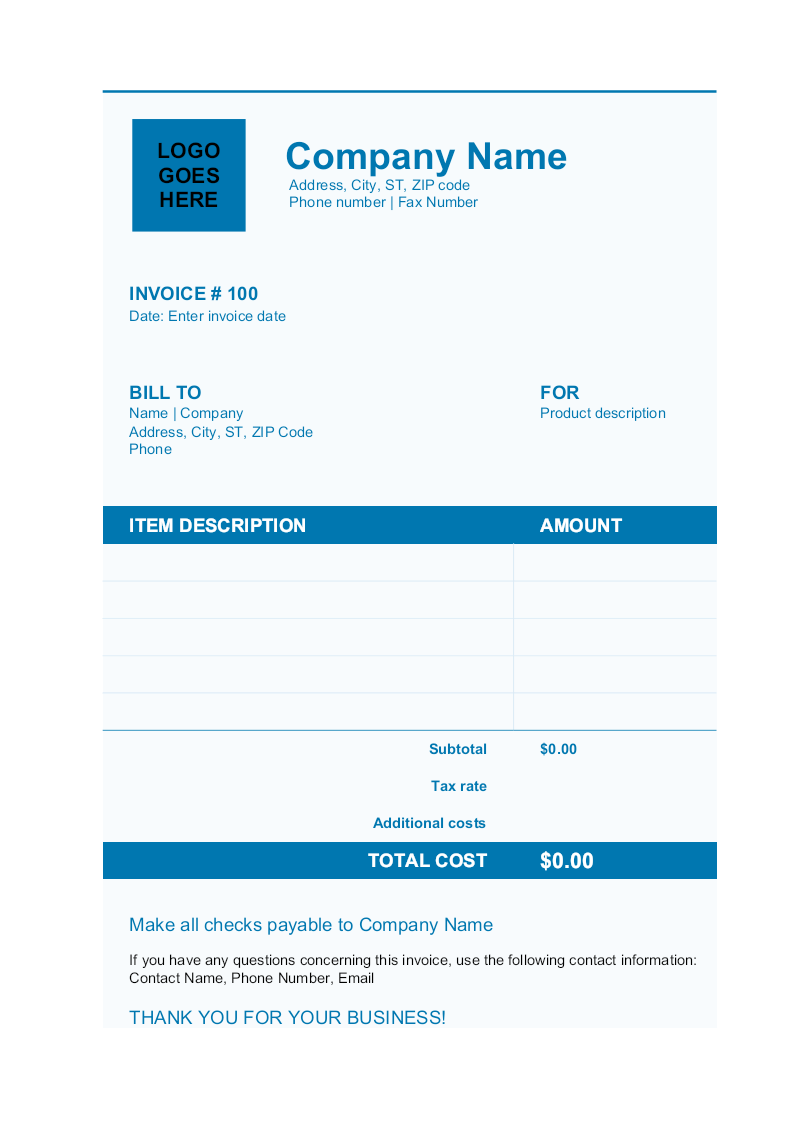 LOGO
GOES
HERE
Company Name
Address, City, ST, ZIP code
Phone number | Fax Number
INVOICE # 100
Date: Enter invoice date
BILL TO
Name | Company
Address, City, ST, ZIP Code
Phone
FOR
Product description
ITEM DESCRIPTION AMOUNT
Subtotal $0.00
Tax rate
Additional costs
TOTAL COST $0.00
Make all checks payable to Company Name
If you have any questions concerning this invoice, use the following contact information:
Contact Name, Phone Number, Email
THANK YOU FOR YOUR BUSINESS!